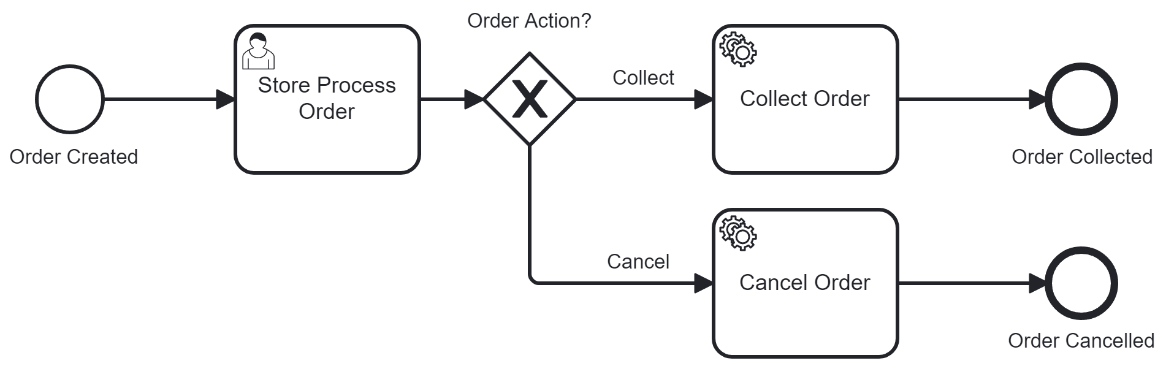 Order Action?
Order Created
Store Process
Order
Collect
Collect Order
Order Collected
Cancel
Cancel Order
Order Cancelled